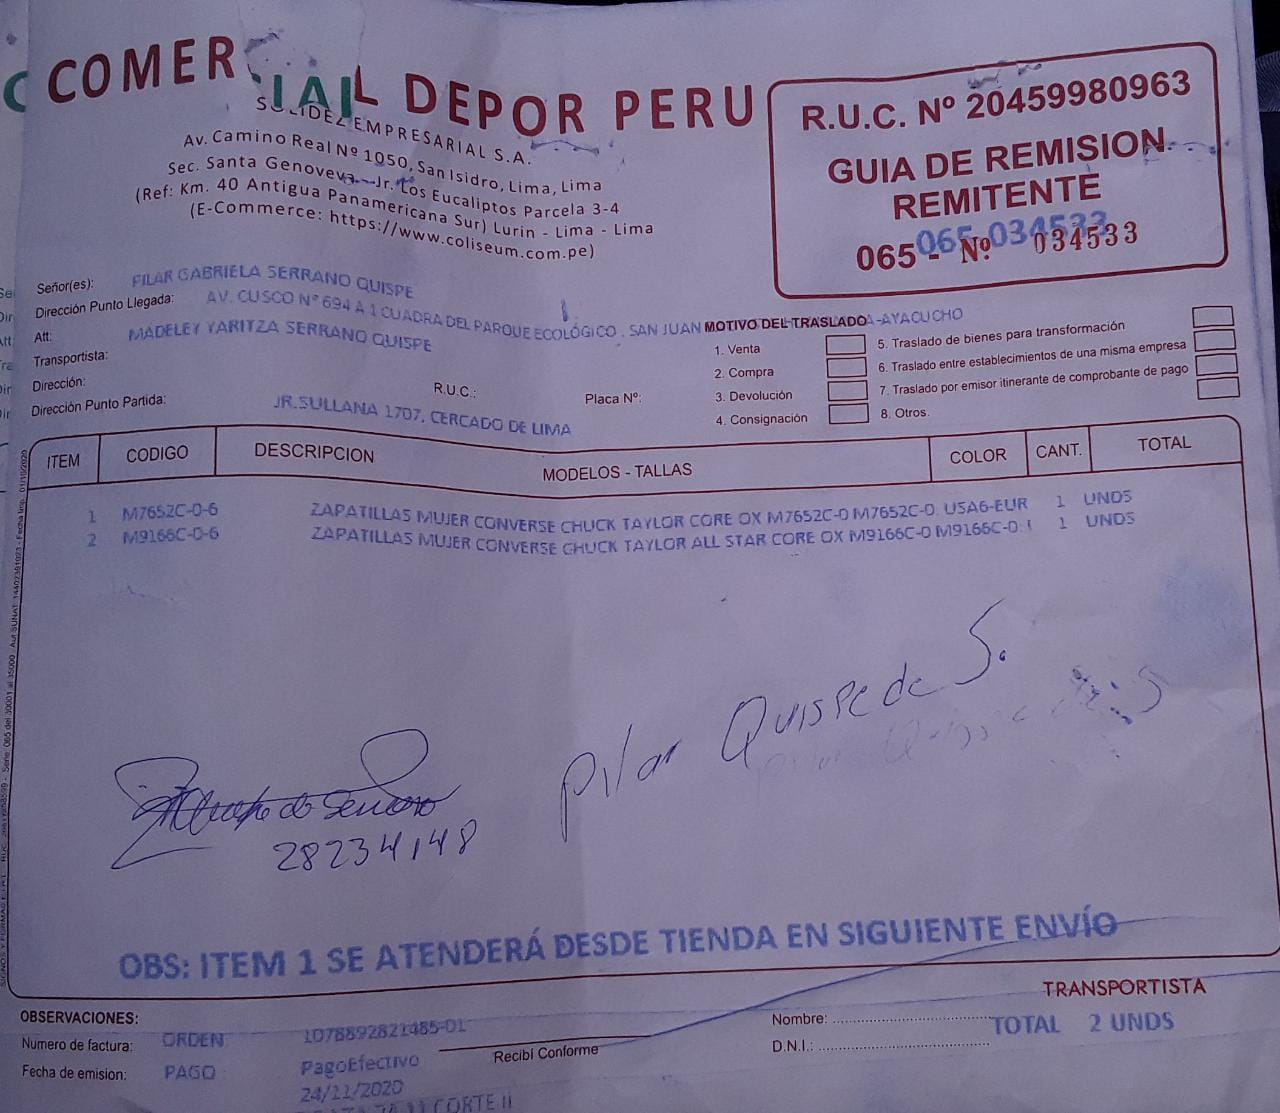 COMERCIAL DEPOR PERU
SOLIDEZ EMPRESARIAL S.A.
Av. Camino Real Nº 1050, San Isidro, Lima, Lima
Sec. Santa Genoveva - Jr. Los Eucaliptos Parcela 3-4
(Ref: Km. 40 Antigua Panamericana Sur) Lurin - Lima - Lima
(E-Commerce: https://www.coliseum.com.pe)
R.U.C. Nº 20459980963
GUIA DE REMISION
REMITENTE
065 - Nº 034533
065-034533
Señor(es): PILAR GABRIELA SERRANO QUISPE
Dirección Punto Llegada: AV. CUSCO N° 694 A 1 CUADRA DEL PARQUE ECOLÓGICO, SAN JUAN -AYACUCHO
Att: MADELEY YARITZA SERRANO QUISPE
Transportista:
Dirección: R.U.C.: Placa Nº:
Dirección Punto Partida: JR.SULLANA 1707, CERCADO DE LIMA
MOTIVO DEL TRASLADO
1. Venta
2. Compra
3. Devolución
4. Consignación
5. Traslado de bienes para transformación
6. Traslado entre establecimientos de una misma empresa
7. Traslado por emisor itinerante de comprobante de pago
8. Otros.
ITEM CODIGO DESCRIPCION MODELOS - TALLAS COLOR CANT. TOTAL
1 M7652C-0-6 ZAPATILLAS MUJER CONVERSE CHUCK TAYLOR CORE OX M7652C-0 M7652C-0: USA6-EUR 1 UNDS
2 M9166C-0-6 ZAPATILLAS MUJER CONVERSE CHUCK TAYLOR ALL STAR CORE OX M9166C-0 M9166C-0: 1 UNDS
Pilar Quispe de S.
28234148
OBS: ITEM 1 SE ATENDERÁ DESDE TIENDA EN SIGUIENTE ENVÍO
TRANSPORTISTA
OBSERVACIONES:
Numero de factura: ORDEN 1078892821485-01
Fecha de emision: PAGO PagoEfectivo
24/11/2020
CORTE II
Recibí Conforme
Nombre:
D.N.I.:
TOTAL 2 UNDS